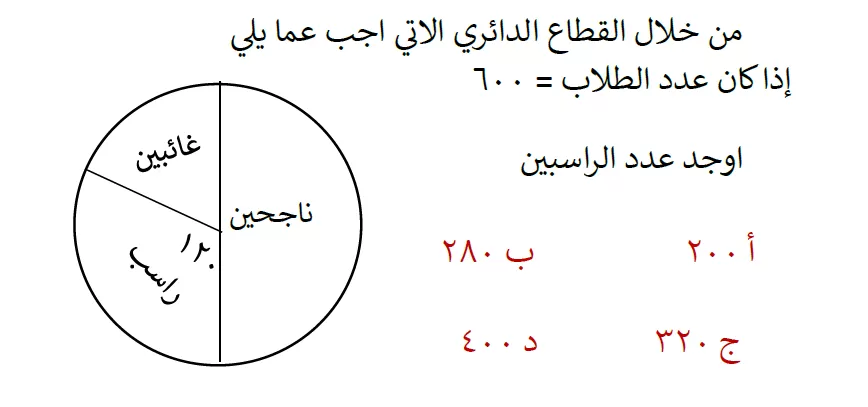 من خلال القطاع الدائري الاتي اجب عما يلي
إذا كان عدد الطلاب = ٦٠٠
غائبين
اوجد عدد الراسبين
ناجحين
١٢٠
راسب
أ ٢٠٠
ب ٢٨٠
ج ٣٢٠
د ٤٠٠